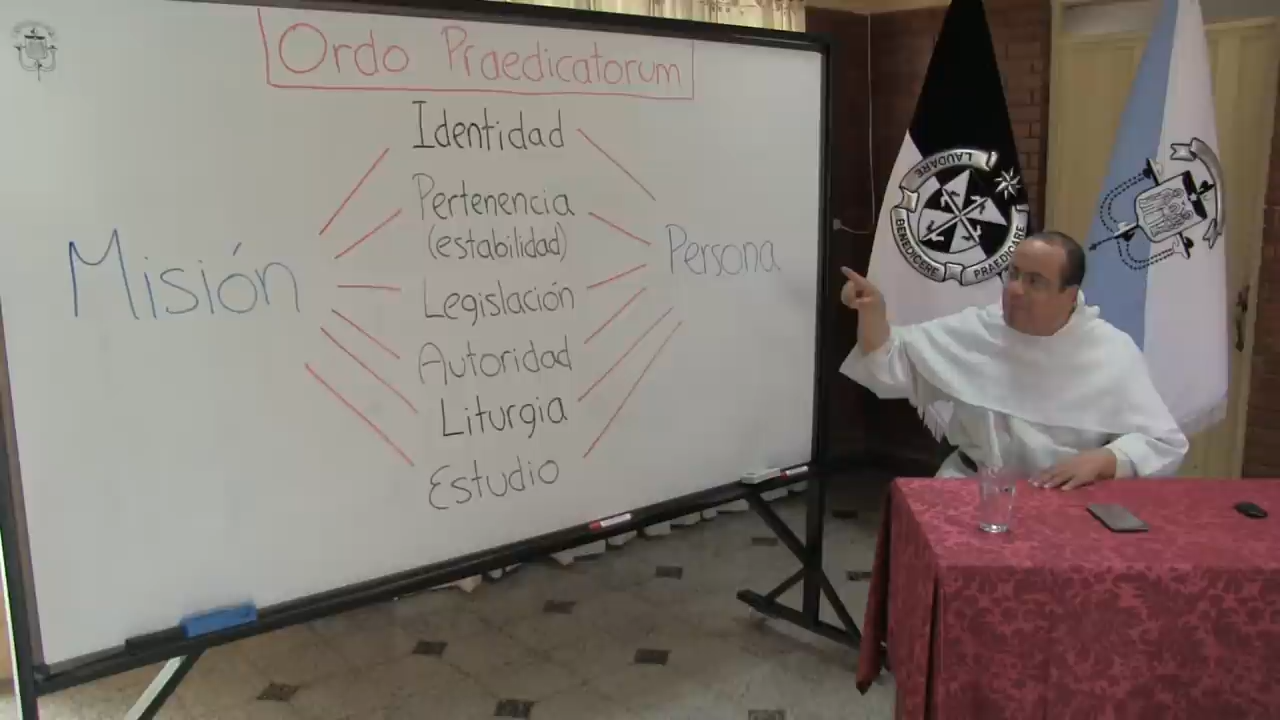 Ordo Praedicatorum
Identidad
Pertenencia
(estabilidad)
Misión
Persona
Legislación
Autoridad
Liturgia
Estudio
LAUDARE
BENEDICERE
PRAEDICARE